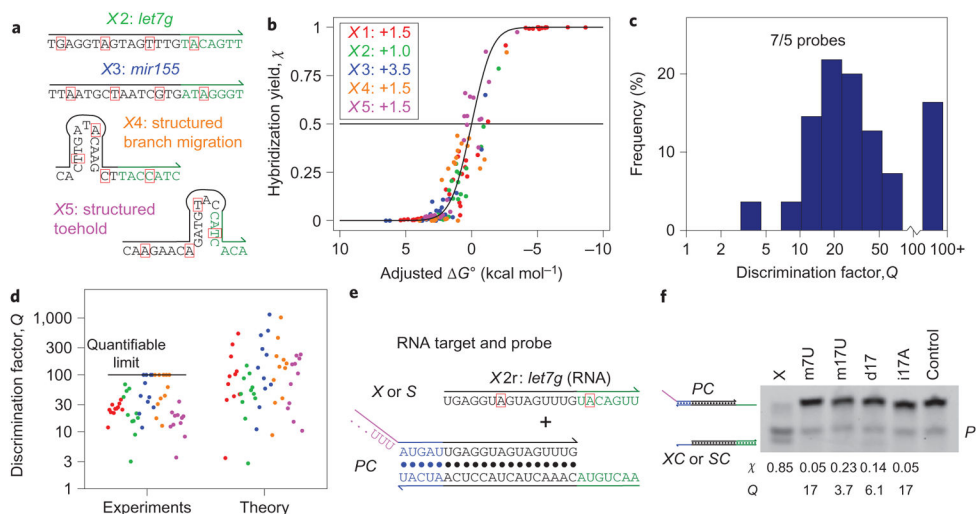 a
X2: let7g
TGAGGTAGTAGTTTGTACAGTT
X3: mir155
TTAATGCTAATCGTGATAGGGT
X4: structured
branch migration
CTTACCATC
X5: structured
toehold
CAAGAACA
ACA
b
Hybridization yield, χ
1
0.75
0.5
0.25
0
X1: +1.5
X2: +1.0
X3: +3.5
X4: +1.5
X5: +1.5
10
5
0
−5
−10
Adjusted ΔG° (kcal mol−1)
c
7/5 probes
Frequency (%)
25
20
15
10
5
0
1
2
5
10
20
50
100
100+
Discrimination factor,Q
d
Discrimination factor, Q
1,000
300
100
30
10
3
1
Quantifiable
limit
Experiments
Theory
e
RNA target and probe
X or S
X2r: let7g (RNA)
UGAGGUAGUAGUUUGUACAGUU
+
...UUU
PC
AUGAUUGAGGUAGUAGUUUG
UACUAACUCCAUCAUCAAACAUGUCAA
f
X
m7U
m17U
d17
i17A
Control
PC
P
XC or SC
χ 0.85 0.05 0.23 0.14 0.05
Q 17 3.7 6.1 17